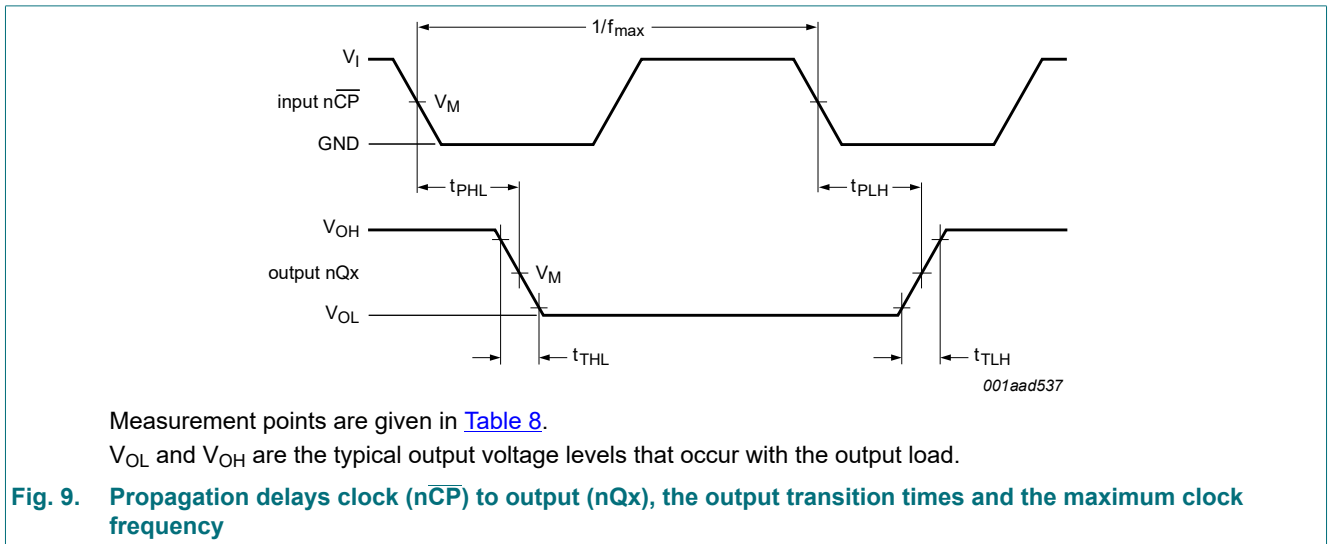 1/fmax
VI
input nC̅P̅
VM
GND
tPHL
tPLH
VOH
output nQx
VM
VOL
tTHL
tTLH
001aad537
Measurement points are given in Table 8.
VOL and VOH are the typical output voltage levels that occur with the output load.
Fig. 9. Propagation delays clock (nC̅P̅) to output (nQx), the output transition times and the maximum clock
frequency